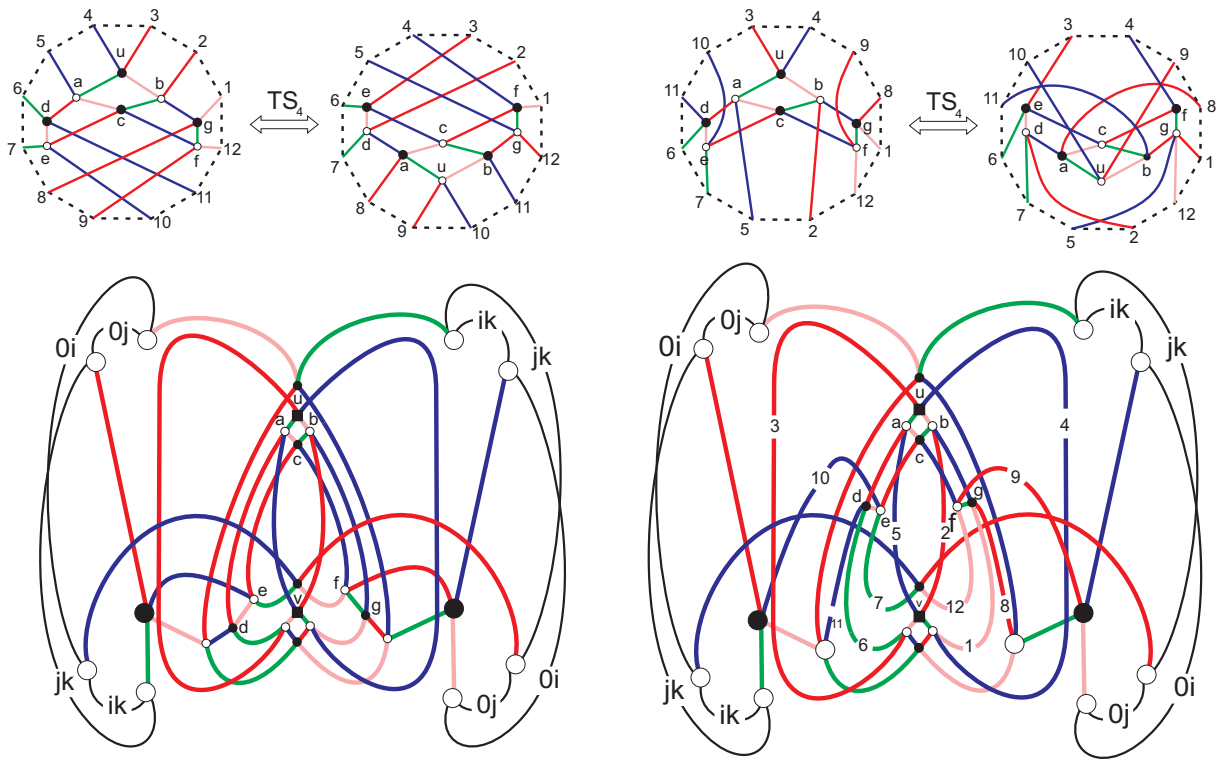 4 3
5 u 2
6 a b 1
d c g
7 e f 12
8 11
9 10
TS4
4 3
5 2
6 e f 1
d c g
7 a b 12
8 u 11
9 10
3 4
10 u 9
11 a b 8
d c g
6 e f 1
7 12
5 2
TS4
3 4
10 9
11 e f 8
d c g
6 a u b 1
7 12
5 2
0i 0j ik jk
u
a b
c
e f
d g
v
jk ik 0j 0i
0i 0j ik jk
u
3 a b 4
c
10 d e f g 9
5 2
7 v 12
11 6 1 8
jk ik 0j 0i